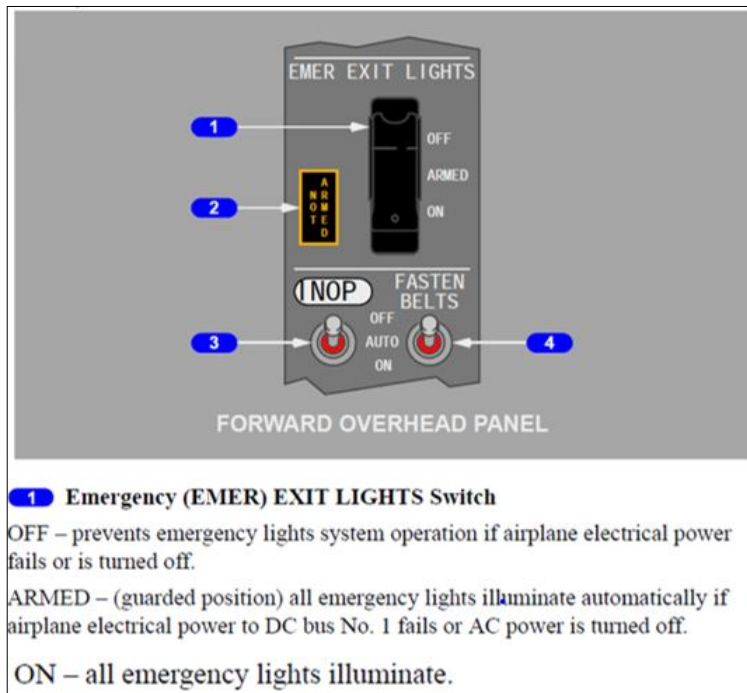 EMER EXIT LIGHTS
1
OFF
ARMED
ON
2
NOT ARMED
INOP
FASTEN
BELTS
OFF
3
AUTO
4
ON
FORWARD OVERHEAD PANEL
1 Emergency (EMER) EXIT LIGHTS Switch
OFF – prevents emergency lights system operation if airplane electrical power
fails or is turned off.
ARMED – (guarded position) all emergency lights illuminate automatically if
airplane electrical power to DC bus No. 1 fails or AC power is turned off.
ON – all emergency lights illuminate.